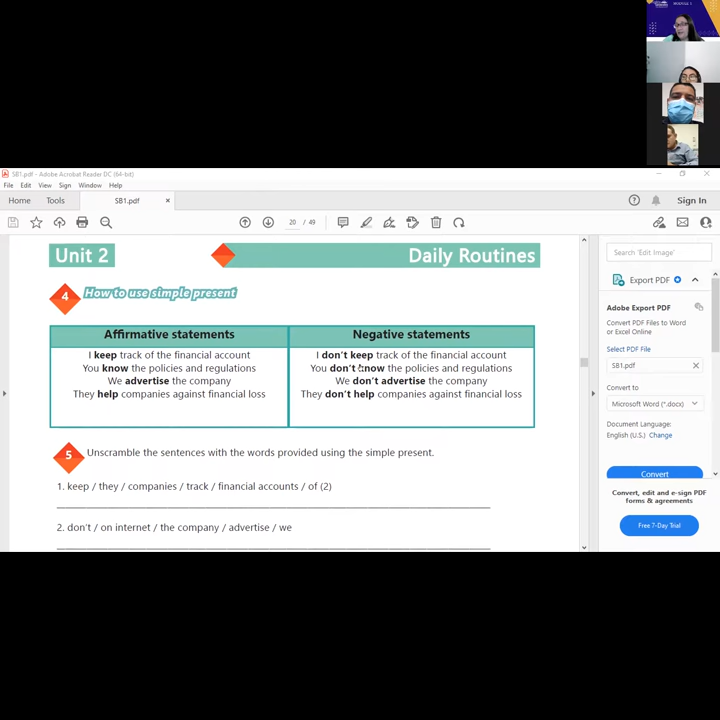 MODULE I
SB1.pdf - Adobe Acrobat Reader DC (64-bit)
File Edit View Sign Window Help
Home Tools SB1.pdf × Sign In
20 / 49
Unit 2 Daily Routines
4 How to use simple present
Affirmative statements Negative statements
I keep track of the financial account I don't keep track of the financial account
You know the policies and regulations You don't know the policies and regulations
We advertise the company We don't advertise the company
They help companies against financial loss They don't help companies against financial loss
5 Unscramble the sentences with the words provided using the simple present.
1. keep / they / companies / track / financial accounts / of (2)
2. don't / on internet / the company / advertise / we
Search 'Edit Image'
Export PDF
Adobe Export PDF
Convert PDF Files to Word
or Excel Online
Select PDF File
SB1.pdf
Convert to
Microsoft Word (*.docx)
Document Language:
English (U.S.) Change
Convert
Convert, edit and e-sign PDF
forms & agreements
Free 7-Day Trial